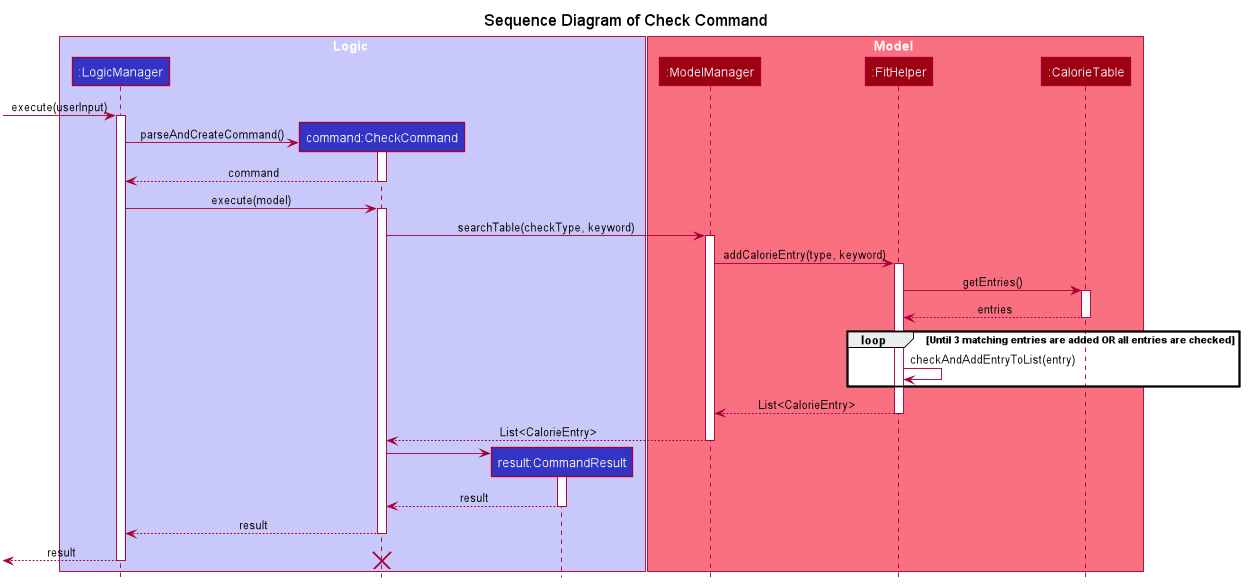 Sequence Diagram of Check Command
Logic
Model
:LogicManager
:ModelManager
:FitHelper
:CalorieTable
execute(userInput)
parseAndCreateCommand()
command:CheckCommand
command
execute(model)
searchTable(checkType, keyword)
addCalorieEntry(type, keyword)
getEntries()
entries
loop
[Until 3 matching entries are added OR all entries are checked]
checkAndAddEntryToList(entry)
List<CalorieEntry>
List<CalorieEntry>
result:CommandResult
result
result
result